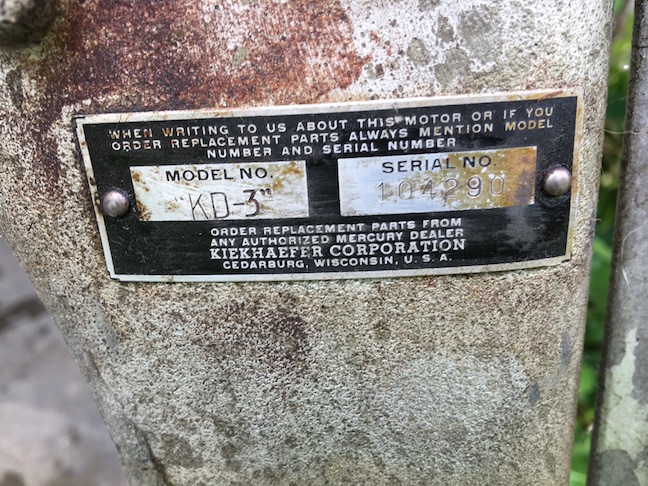 WHEN WRITING TO US ABOUT THIS MOTOR OR IF YOU
ORDER REPLACEMENT PARTS ALWAYS MENTION MODEL
NUMBER AND SERIAL NUMBER
MODEL NO.
KD-3"
SERIAL NO.
104290
ORDER REPLACEMENT PARTS FROM
ANY AUTHORIZED MERCURY DEALER
KIEKHAEFER CORPORATION
CEDARBURG, WISCONSIN, U. S. A.